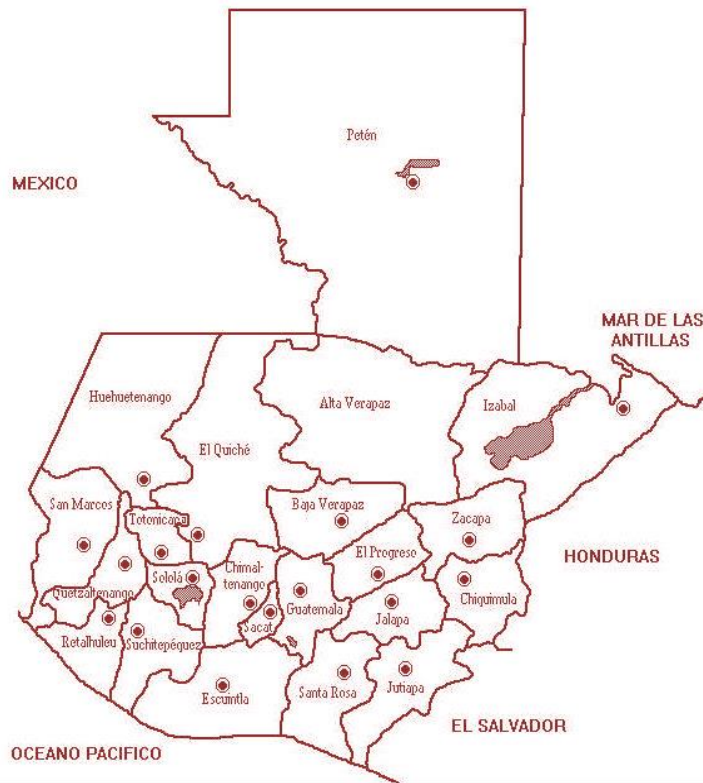 Petén
MEXICO
MAR DE LAS
ANTILLAS
Huehuetenango
Alta Verapaz
Izabal
El Quiché
San Marcos
Baja Verapaz
Totonicapa
Zacapa
El Progreso
HONDURAS
Chimal-
tenango
Sololá
Quetzaltenango
Guatemala
Chiquimula
Sacat
Jalapa
Retalhuleu
Suchitepéquez
Escuintla
Santa Rosa
Jutiapa
EL SALVADOR
OCEANO PACIFICO